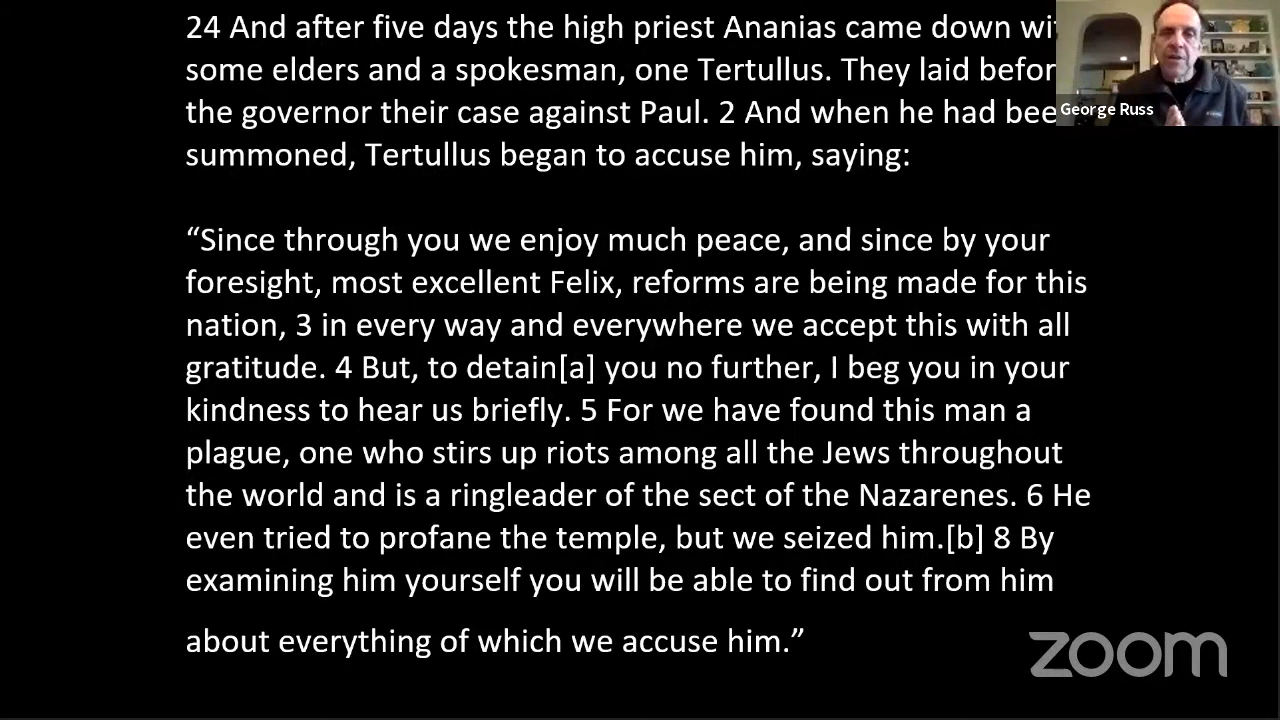 24 And after five days the high priest Ananias came down
some elders and a spokesman, one Tertullus. They laid
the governor their case against Paul. 2 And when he had
summoned, Tertullus began to accuse him, saying:
“Since through you we enjoy much peace, and since by your
foresight, most excellent Felix, reforms are being made for this
nation, 3 in every way and everywhere we accept this with all
gratitude. 4 But, to detain[a] you no further, I beg you in your
kindness to hear us briefly. 5 For we have found this man a
plague, one who stirs up riots among all the Jews throughout
the world and is a ringleader of the sect of the Nazarenes. 6 He
even tried to profane the temple, but we seized him.[b] 8 By
examining him yourself you will be able to find out from him
about everything of which we accuse him.”
George Russ
zoom